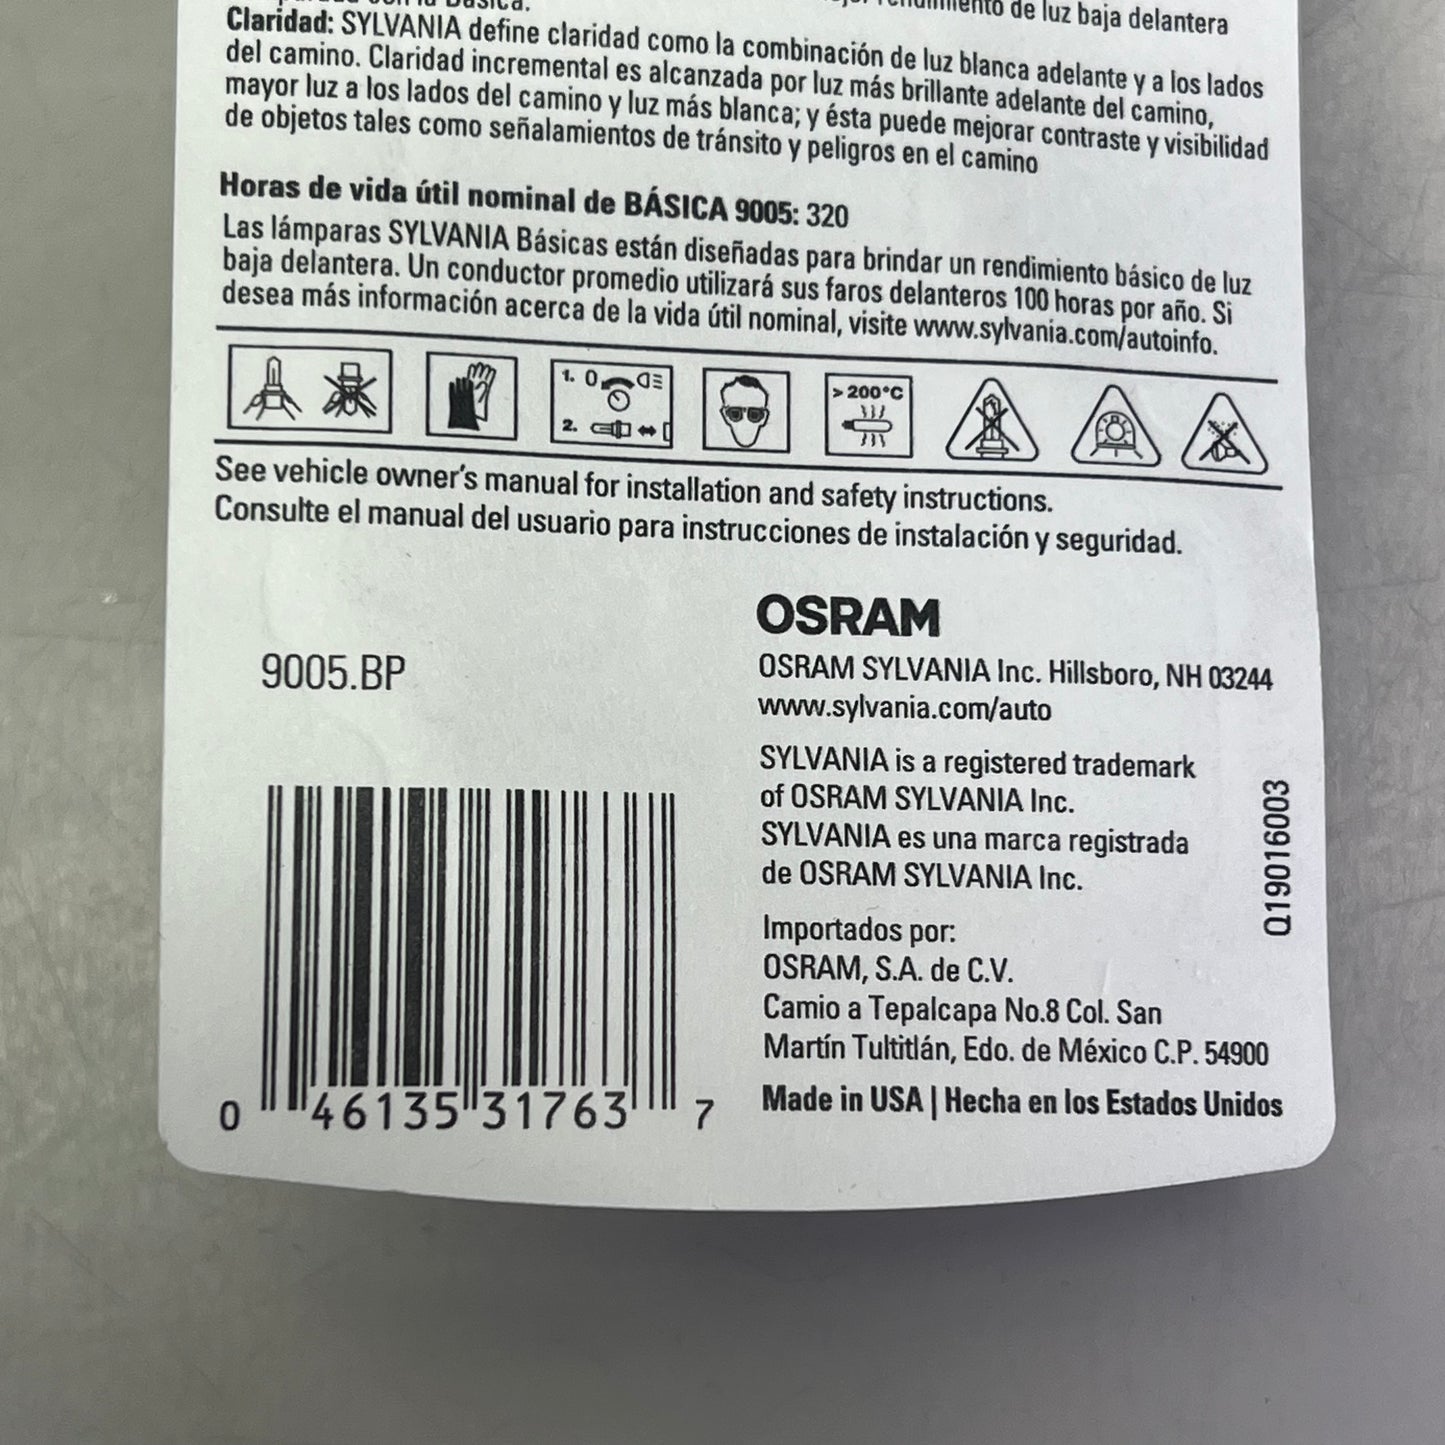 de luz baja delantera
Claridad: SYLVANIA define claridad como la combinación de luz blanca adelante y a los lados
del camino. Claridad incremental es alcanzada por luz más brillante adelante del camino,
mayor luz a los lados del camino y luz más blanca; y ésta puede mejorar contraste y visibilidad
de objetos tales como señalamientos de tránsito y peligros en el camino
Horas de vida útil nominal de BÁSICA 9005: 320
Las lámparas SYLVANIA Básicas están diseñadas para brindar un rendimiento básico de luz
baja delantera. Un conductor promedio utilizará sus faros delanteros 100 horas por año. Si
desea más información acerca de la vida útil nominal, visite www.sylvania.com/autoinfo.
1. 0
2.
>200°C
See vehicle owner's manual for installation and safety instructions.
Consulte el manual del usuario para instrucciones de instalación y seguridad.
9005.BP
OSRAM
OSRAM SYLVANIA Inc. Hillsboro, NH 03244
www.sylvania.com/auto
SYLVANIA is a registered trademark
of OSRAM SYLVANIA Inc.
SYLVANIA es una marca registrada
de OSRAM SYLVANIA Inc.
Importados por:
OSRAM, S.A. de C.V.
Camio a Tepalcapa No.8 Col. San
Martín Tultitlán, Edo. de México C.P. 54900
Made in USA | Hecha en los Estados Unidos
Q19016003
0 46135 31763 7